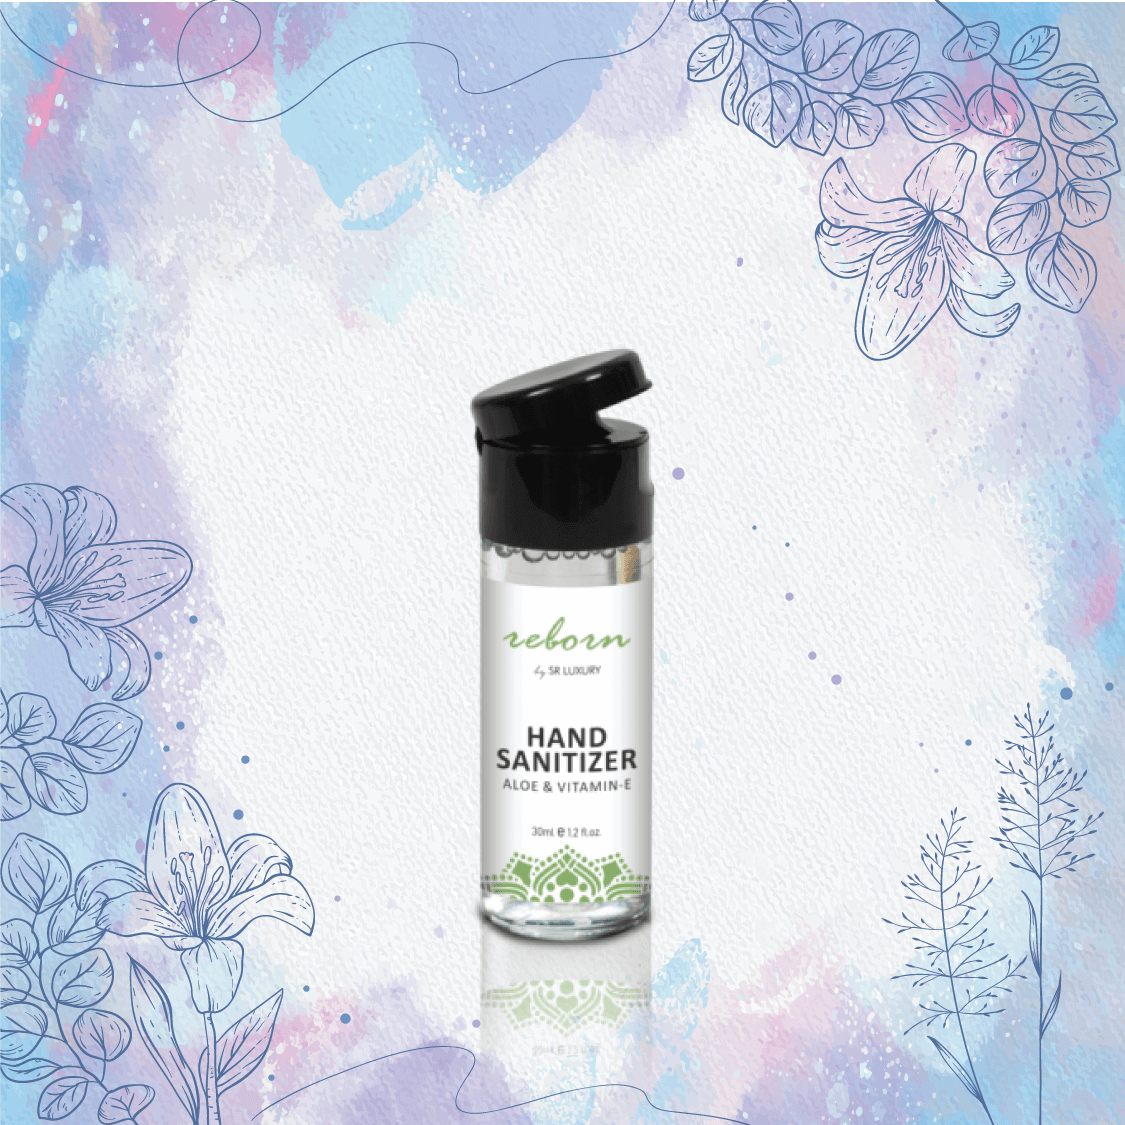 reborn
by SR LUXURY
HAND
SANITIZER
ALOE & VITAMIN-E
30ml ℮ 1.2 fl.oz.